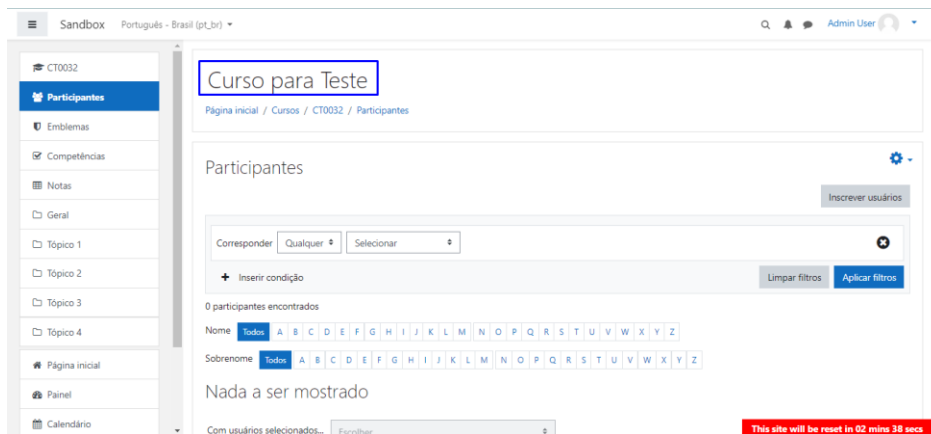 Sandbox Português - Brasil (pt_br) Admin User
CT0032
Participantes
Emblemas
Competências
Notas
Geral
Tópico 1
Tópico 2
Tópico 3
Tópico 4
Página inicial
Painel
Calendário
Curso para Teste
Página inicial / Cursos / CT0032 / Participantes
Participantes
Inscrever usuários
Corresponder Qualquer Selecionar
Inserir condição Limpar filtros Aplicar filtros
0 participantes encontrados
Nome Todos A B C D E F G H I J K L M N O P Q R S T U V W X Y Z
Sobrenome Todos A B C D E F G H I J K L M N O P Q R S T U V W X Y Z
Nada a ser mostrado
Com usuários selecionados... Escolher...
This site will be reset in 02 mins 38 secs